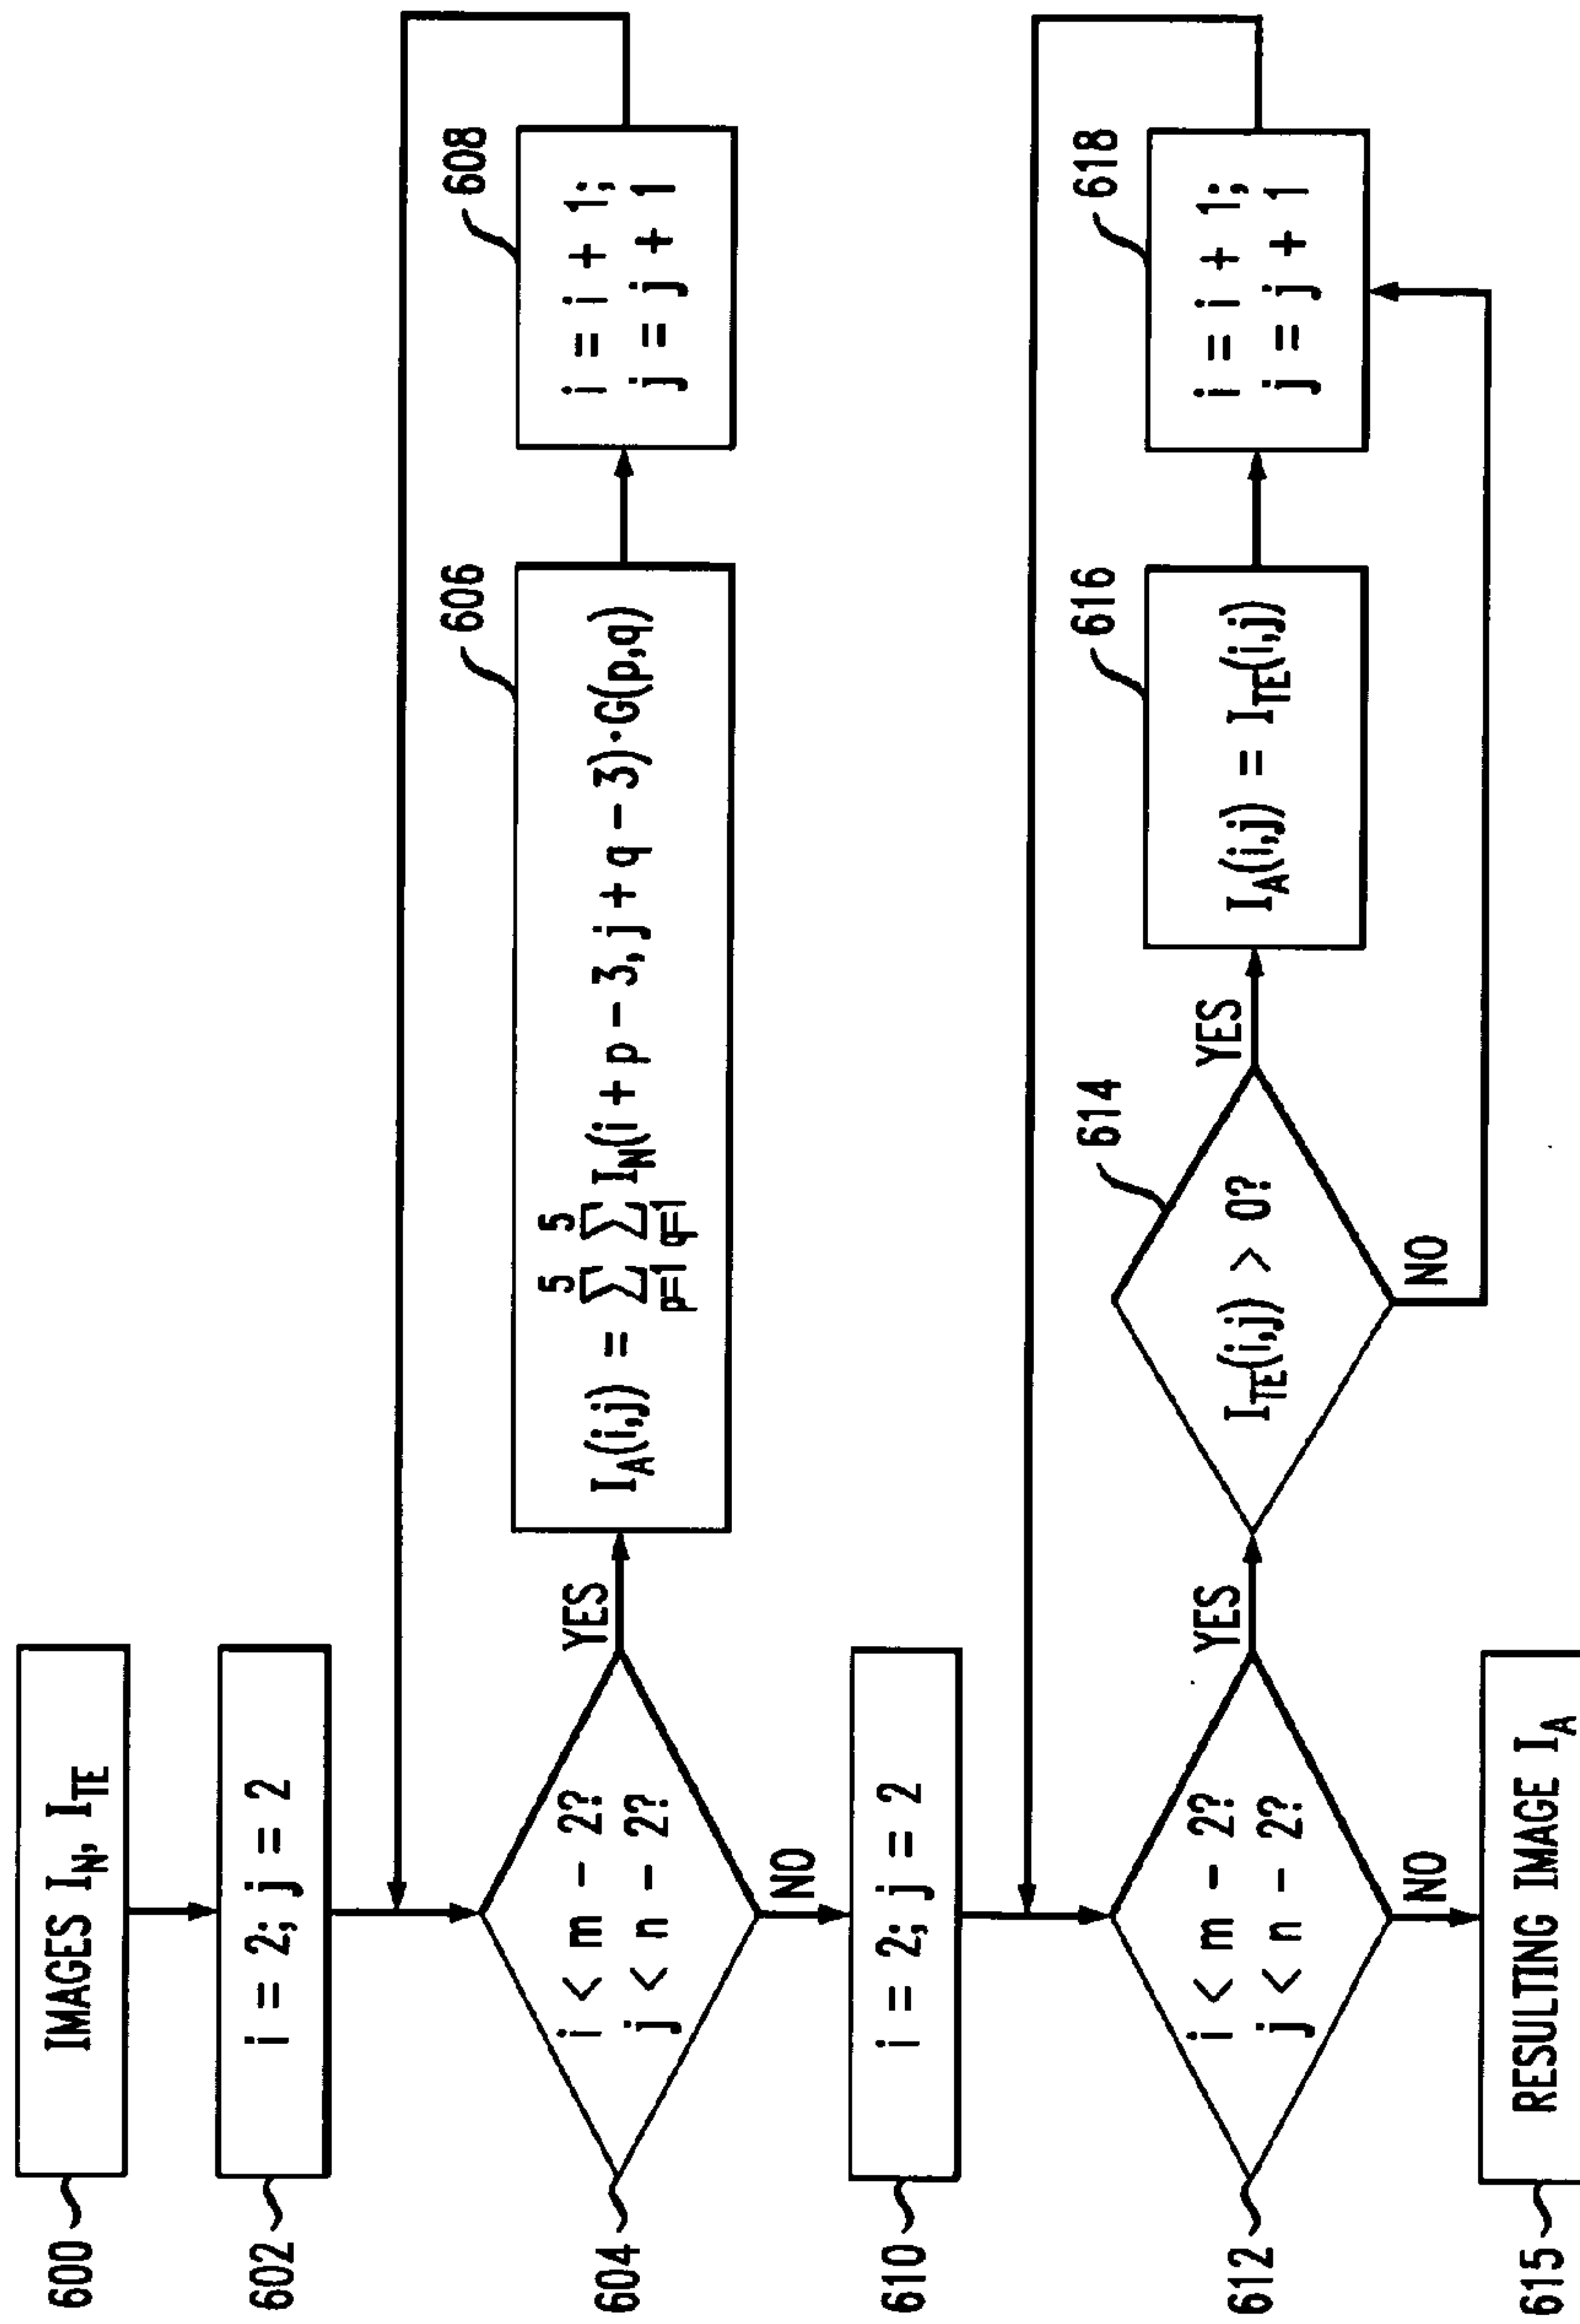 600
IMAGES I_N, I_TE
602
i = 2; j = 2
604
i < m - 2?
j < n - 2?
YES
NO
606
I_A(i,j) = 5∑p=1 5∑q=1 I_N(i + p - 3, j + q - 3)·G(p,q)
608
i = i + 1;
j = j + 1
610
i = 2; j = 2
612
i < m - 2?
j < n - 2?
YES
NO
614
I_TE(i,j) > 0?
YES
NO
616
I_A(i,j) = I_TE(i,j)
618
i = i + 1;
j = j + 1
615
RESULTING IMAGE I_A